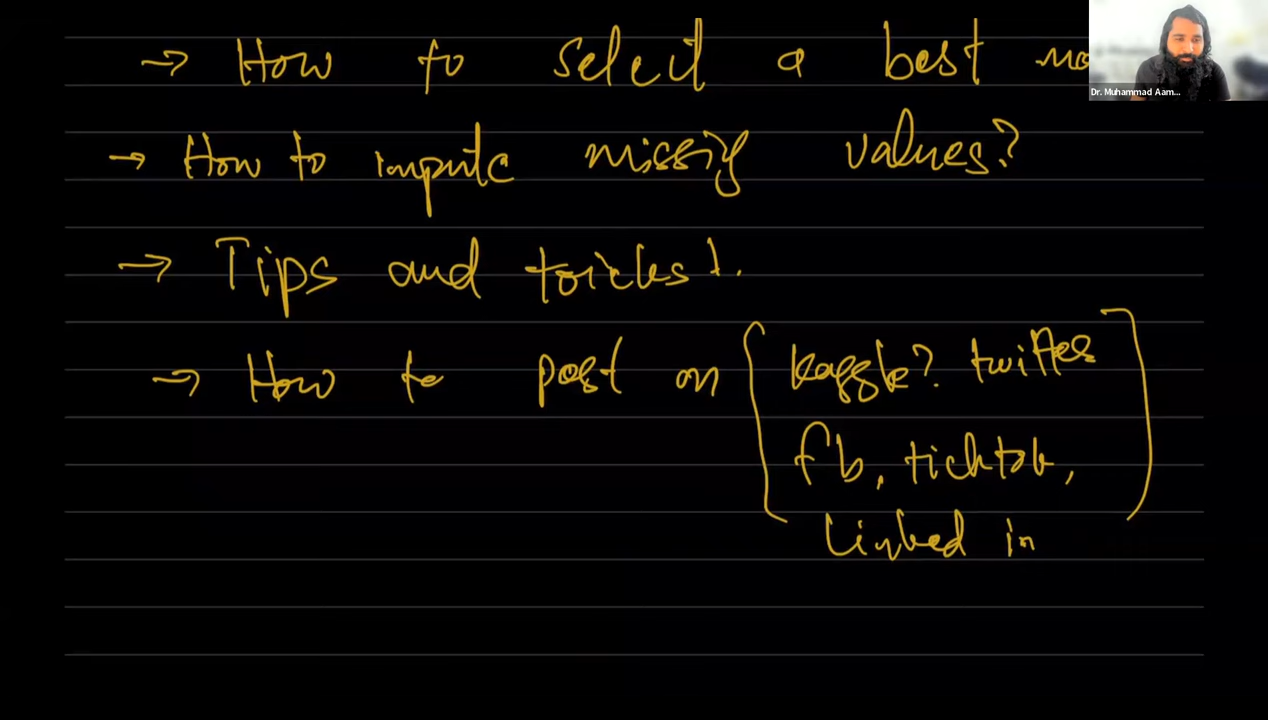 → How to select a best mo
Dr. Muhammad Aam...
→ How to impute missing values?
→ Tips and tricks!.
→ How to post on [ kaggle? twitter
fb, ticktok,
Linked in ]